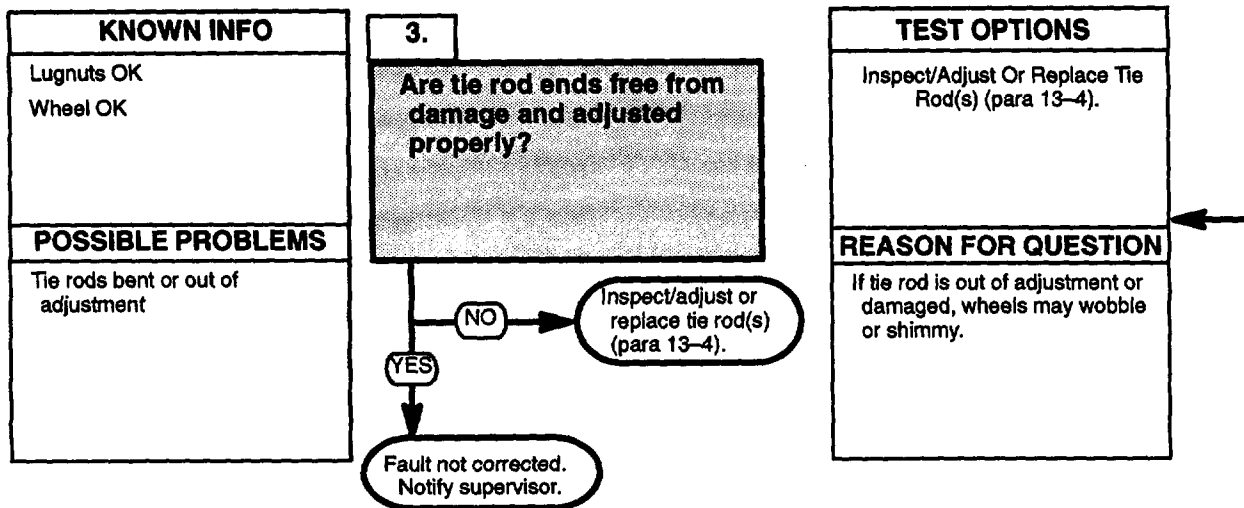 KNOWN INFO
Lugnuts OK
Wheel OK
POSSIBLE PROBLEMS
Tie rods bent or out of
adjustment
3.
Are tie rod ends free from
damage and adjusted
properly?
NO
Inspect/adjust or
replace tie rod(s)
(para 13–4).
YES
Fault not corrected.
Notify supervisor.
TEST OPTIONS
Inspect/Adjust Or Replace Tie
Rod(s) (para 13–4).
REASON FOR QUESTION
If tie rod is out of adjustment or
damaged, wheels may wobble
or shimmy.